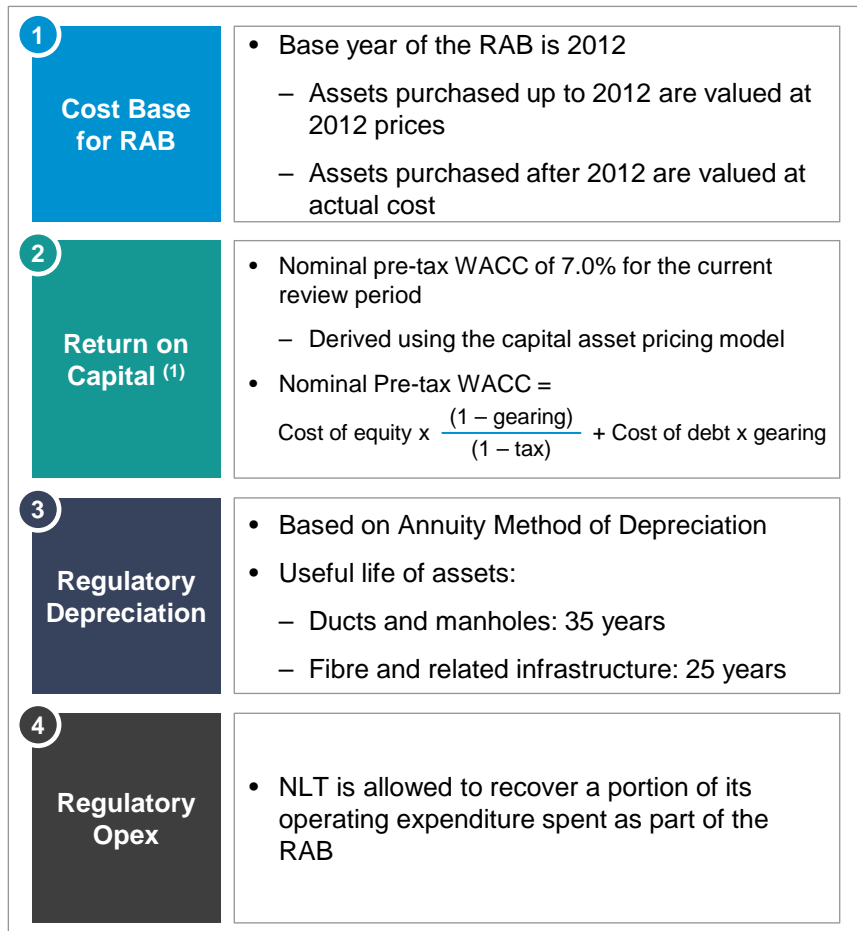 1
Cost Base
for RAB
• Base year of the RAB is 2012
– Assets purchased up to 2012 are valued at
2012 prices
– Assets purchased after 2012 are valued at
actual cost
2
Return on
Capital (1)
• Nominal pre-tax WACC of 7.0% for the current
review period
– Derived using the capital asset pricing model
• Nominal Pre-tax WACC =
Cost of equity x (1 – gearing) / (1 – tax) + Cost of debt x gearing
3
Regulatory
Depreciation
• Based on Annuity Method of Depreciation
• Useful life of assets:
– Ducts and manholes: 35 years
– Fibre and related infrastructure: 25 years
4
Regulatory
Opex
• NLT is allowed to recover a portion of its
operating expenditure spent as part of the
RAB